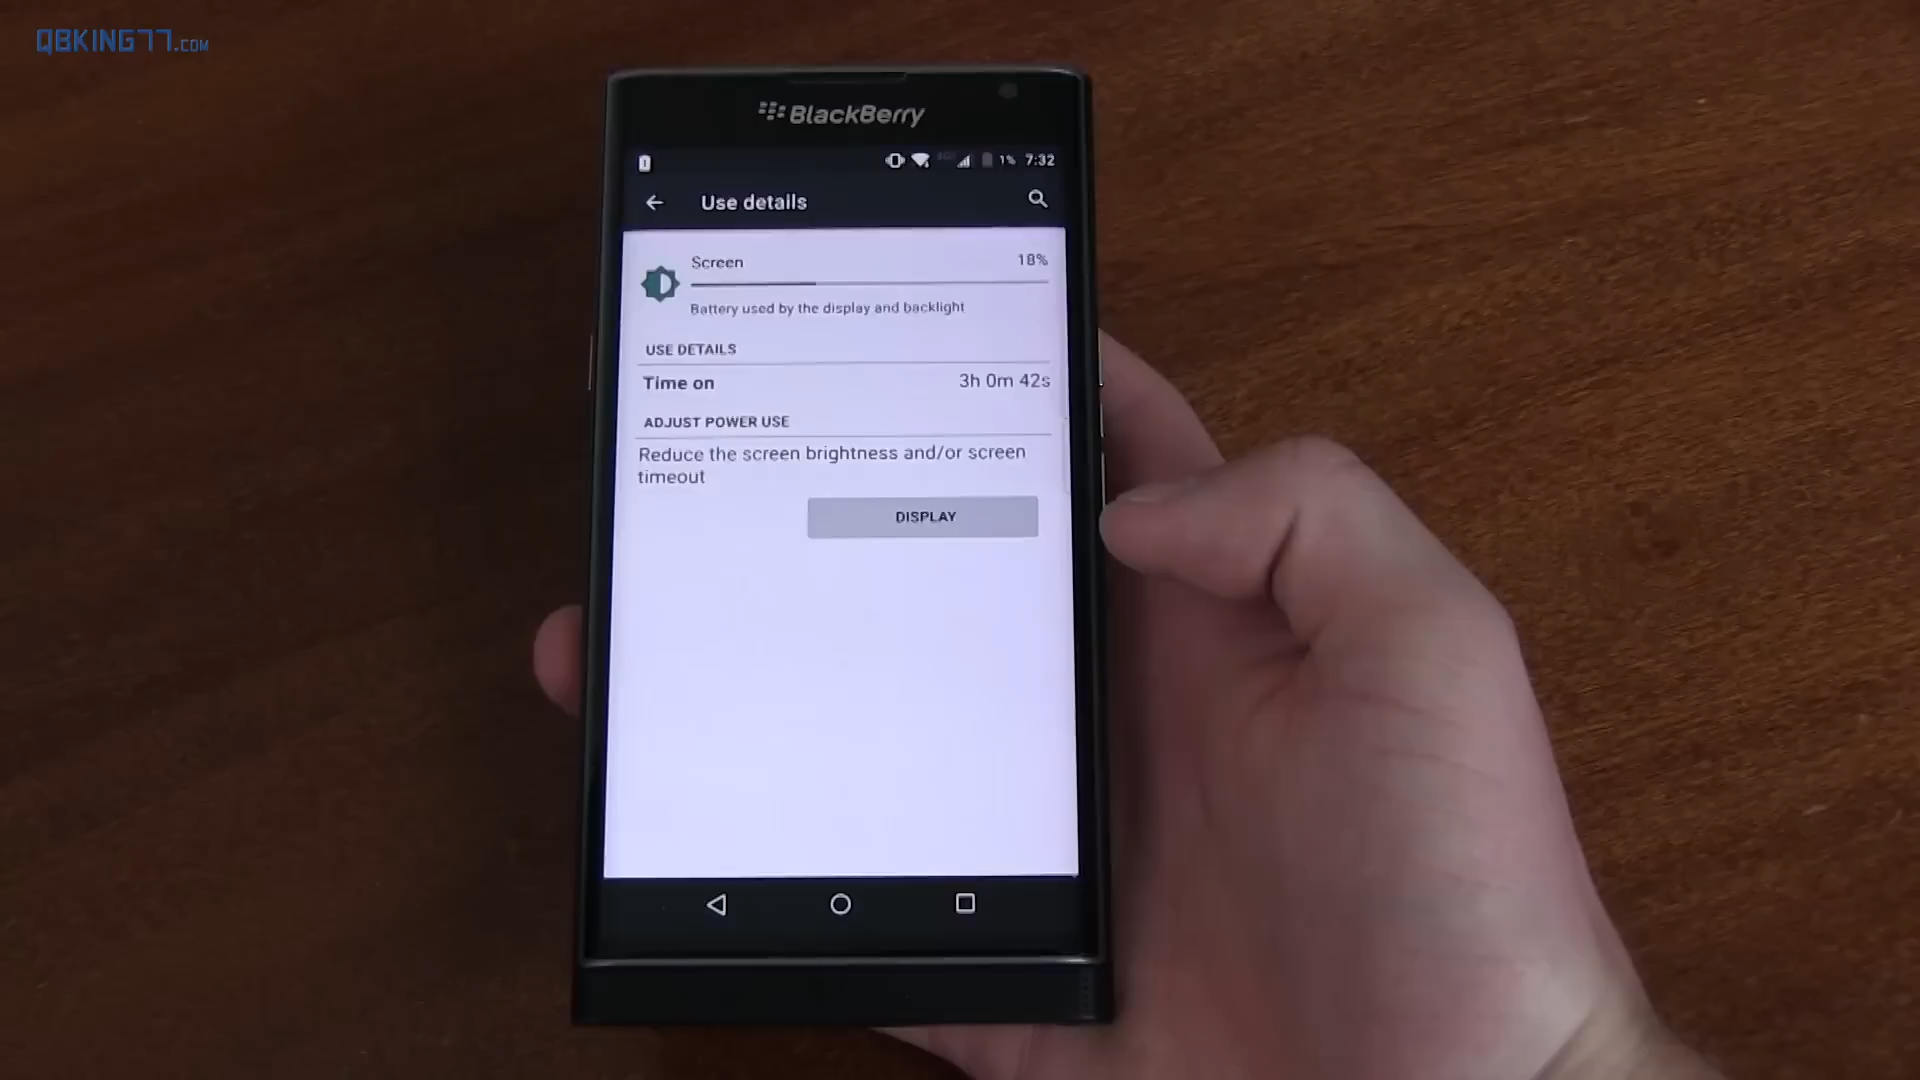 QBKING77.COM
BlackBerry
1% 7:32
Use details
Screen 18%
Battery used by the display and backlight
USE DETAILS
Time on 3h 0m 42s
ADJUST POWER USE
Reduce the screen brightness and/or screen
timeout
DISPLAY